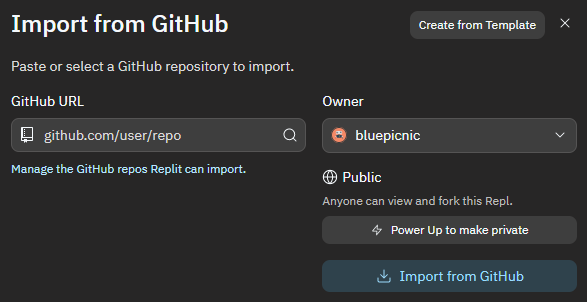 Import from GitHub
Create from Template
Paste or select a GitHub repository to import.
GitHub URL
github.com/user/repo
Manage the GitHub repos Replit can import.
Owner
bluepicnic
Public
Anyone can view and fork this Repl.
Power Up to make private
Import from GitHub